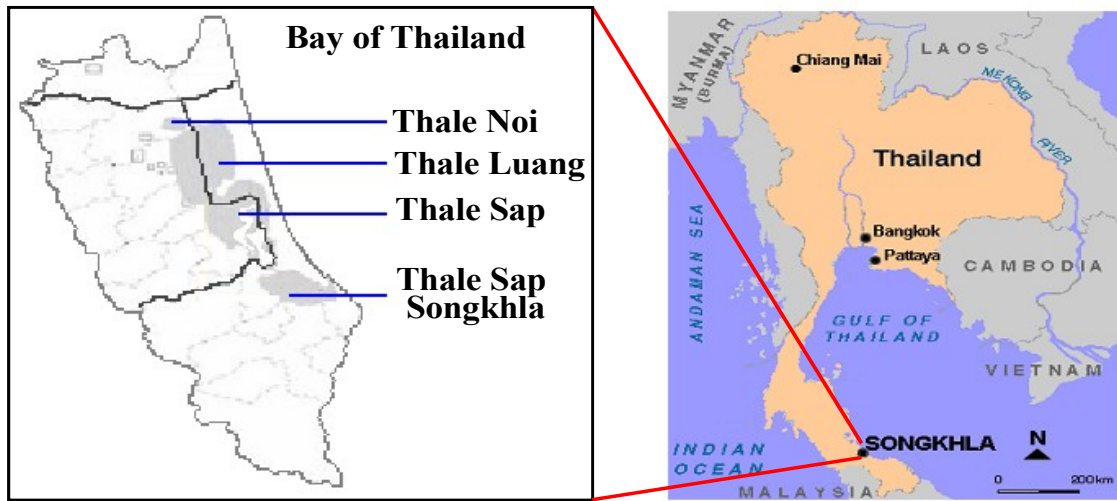 Bay of Thailand
Thale Noi
Thale Luang
Thale Sap
Thale Sap
Songkhla
MYANMAR
(BURMA)
LAOS
Chiang Mai
MEKONG
RIVER
Thailand
Bangkok
Pattaya
CAMBODIA
ANDAMAN SEA
GULF OF
THAILAND
VIETNAM
SONGKHLA
N
INDIAN
OCEAN
MALAYSIA
0 200km